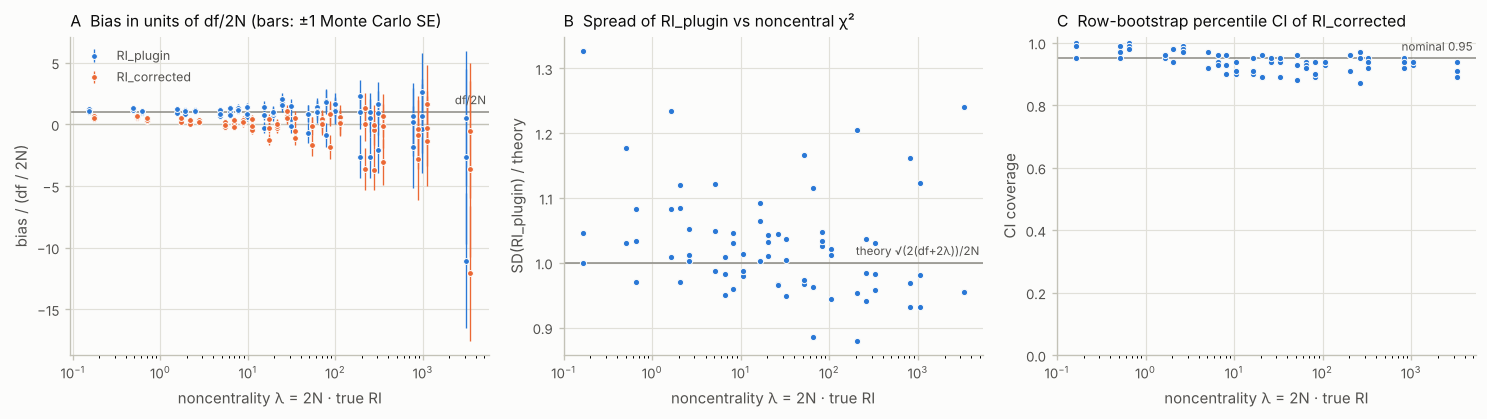 A Bias in units of df/2N (bars: ±1 Monte Carlo SE)
RI_plugin
RI_corrected
df/2N
5
0
−5
−10
−15
bias / (df / 2N)
10⁻¹ 10⁰ 10¹ 10² 10³
noncentrality λ = 2N · true RI
B Spread of RI_plugin vs noncentral χ²
theory √(2(df+2λ))/2N
1.3
1.2
1.1
1.0
0.9
SD(RI_plugin) / theory
10⁻¹ 10⁰ 10¹ 10² 10³
noncentrality λ = 2N · true RI
C Row-bootstrap percentile CI of RI_corrected
nominal 0.95
1.0
0.8
0.6
0.4
0.2
0.0
CI coverage
10⁻¹ 10⁰ 10¹ 10² 10³
noncentrality λ = 2N · true RI